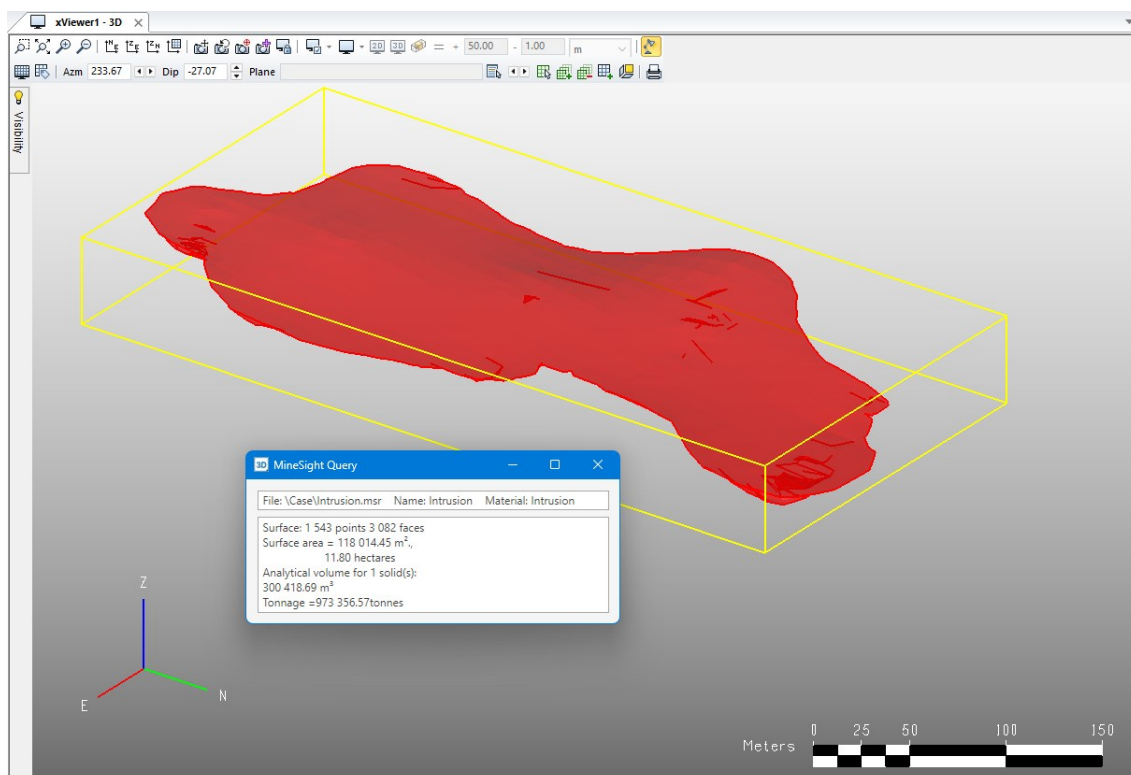 xViewer1 - 3D
2D 3D = + 50.00 - 1.00 m
Azm 233.67 Dip -27.07 Plane
Visibility
3D MineSight Query
File: \Case\Intrusion.msr Name: Intrusion Material: Intrusion
Surface: 1 543 points 3 082 faces
Surface area = 118 014.45 m².,
11.80 hectares
Analytical volume for 1 solid(s):
300 418.69 m³
Tonnage =973 356.57tonnes
Z
E
N
0 25 50 100 150
Meters